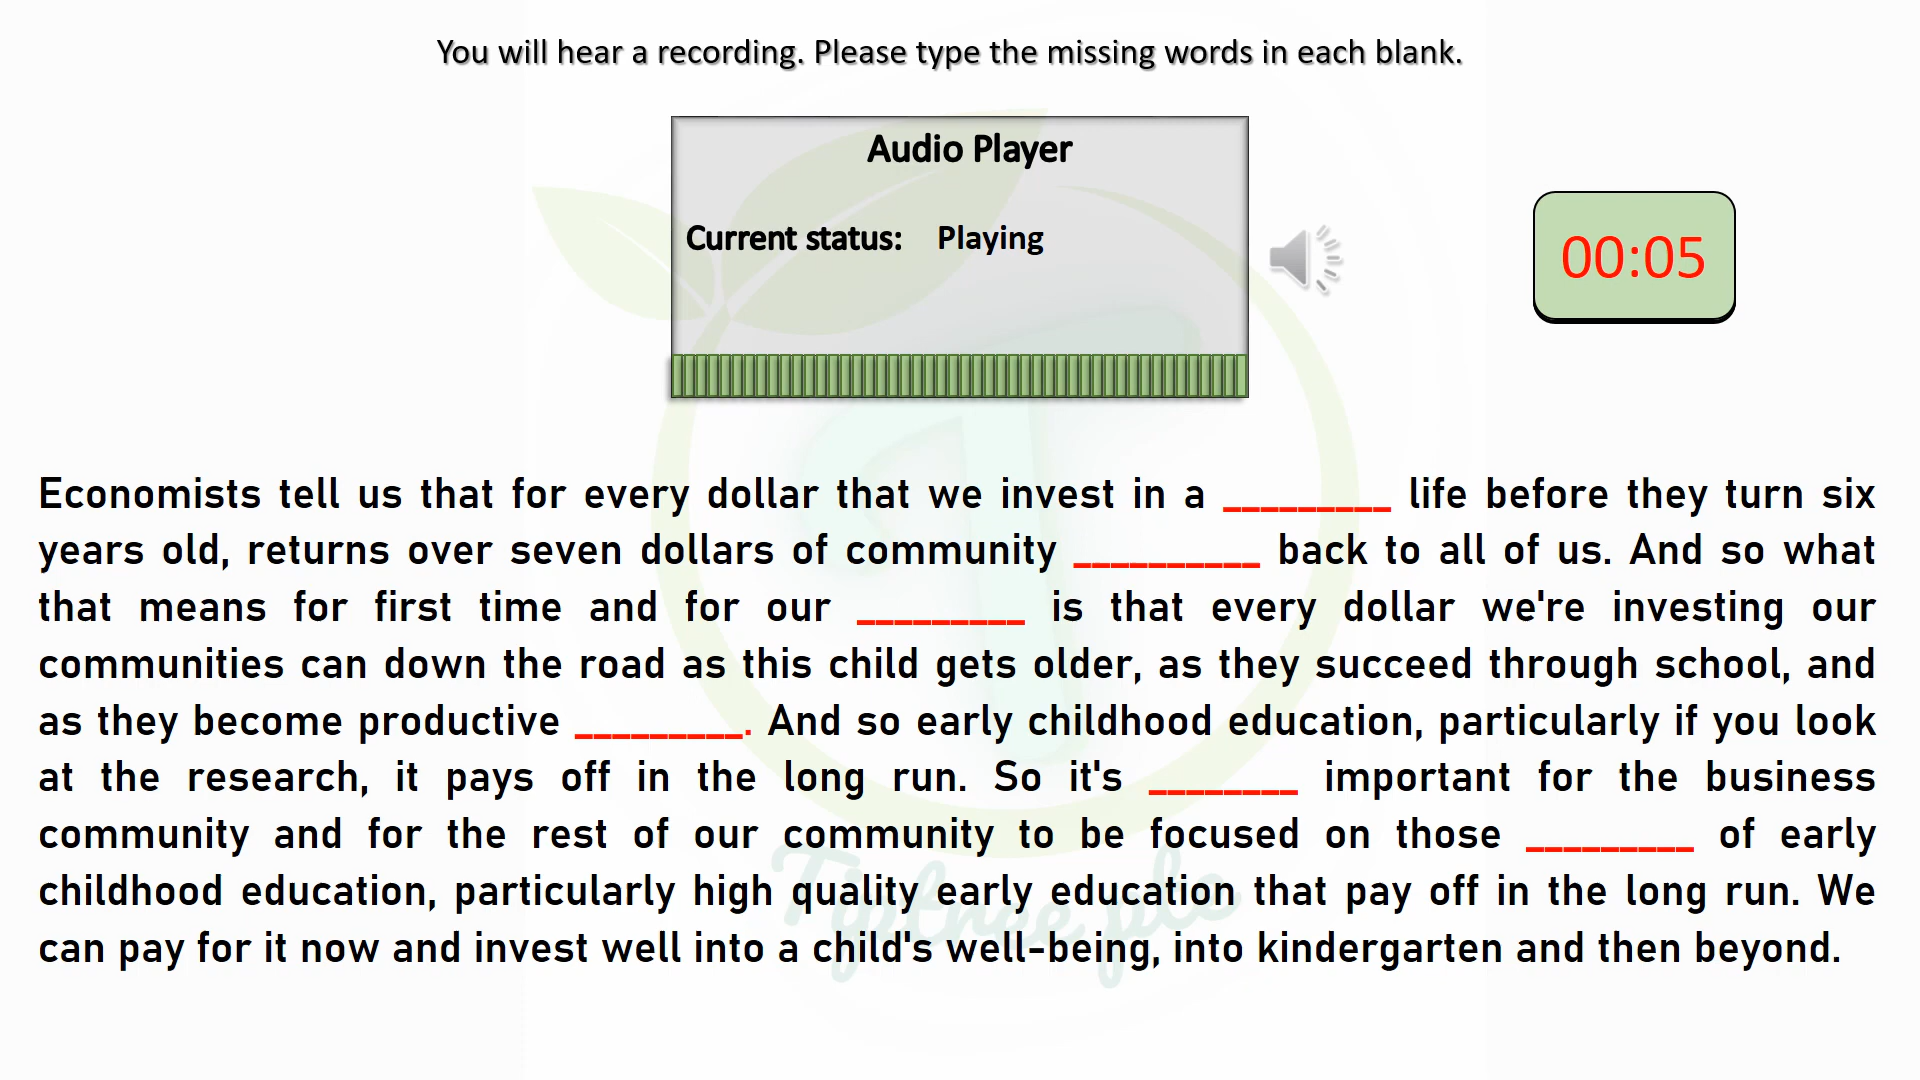 You will hear a recording. Please type the missing words in each blank.
Audio Player
Current status: Playing
00:05
Economists tell us that for every dollar that we invest in a _________ life before they turn six
years old, returns over seven dollars of community __________ back to all of us. And so what
that means for first time and for our _________ is that every dollar we're investing our
communities can down the road as this child gets older, as they succeed through school, and
as they become productive _________. And so early childhood education, particularly if you look
at the research, it pays off in the long run. So it's ________ important for the business
community and for the rest of our community to be focused on those _________ of early
childhood education, particularly high quality early education that pay off in the long run. We
can pay for it now and invest well into a child's well-being, into kindergarten and then beyond.